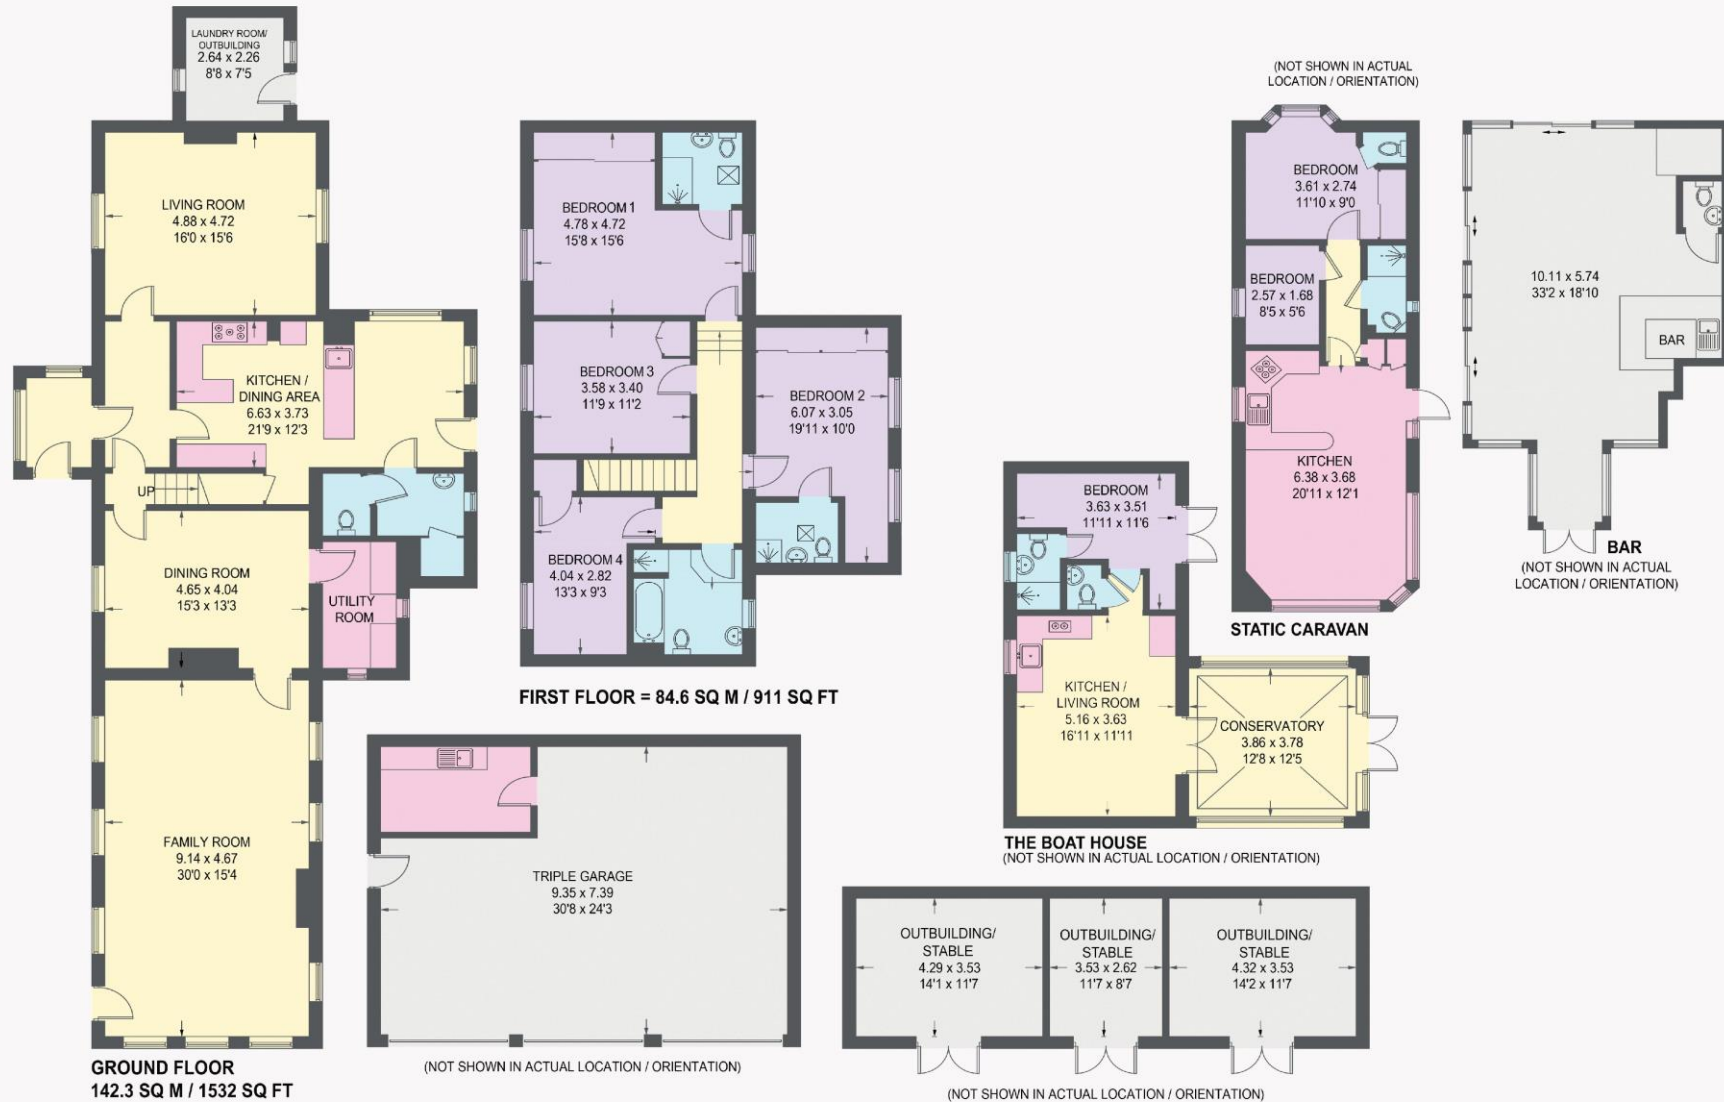 LAUNDRY ROOM/
OUTBUILDING
2.64 x 2.26
8'8 x 7'5
LIVING ROOM
4.88 x 4.72
16'0 x 15'6
KITCHEN /
DINING AREA
6.63 x 3.73
21'9 x 12'3
UP
DINING ROOM
4.65 x 4.04
15'3 x 13'3
UTILITY
ROOM
FAMILY ROOM
9.14 x 4.67
30'0 x 15'4
GROUND FLOOR
142.3 SQ M / 1532 SQ FT
BEDROOM 1
4.78 x 4.72
15'8 x 15'6
BEDROOM 3
3.58 x 3.40
11'9 x 11'2
BEDROOM 2
6.07 x 3.05
19'11 x 10'0
BEDROOM 4
4.04 x 2.82
13'3 x 9'3
FIRST FLOOR = 84.6 SQ M / 911 SQ FT
TRIPLE GARAGE
9.35 x 7.39
30'8 x 24'3
(NOT SHOWN IN ACTUAL LOCATION / ORIENTATION)
(NOT SHOWN IN ACTUAL
LOCATION / ORIENTATION)
BEDROOM
3.61 x 2.74
11'10 x 9'0
BEDROOM
2.57 x 1.68
8'5 x 5'6
KITCHEN
6.38 x 3.68
20'11 x 12'1
STATIC CARAVAN
10.11 x 5.74
33'2 x 18'10
BAR
BAR
(NOT SHOWN IN ACTUAL
LOCATION / ORIENTATION)
BEDROOM
3.63 x 3.51
11'11 x 11'6
KITCHEN /
LIVING ROOM
5.16 x 3.63
16'11 x 11'11
CONSERVATORY
3.86 x 3.78
12'8 x 12'5
THE BOAT HOUSE
(NOT SHOWN IN ACTUAL LOCATION / ORIENTATION)
OUTBUILDING/
STABLE
4.29 x 3.53
14'1 x 11'7
OUTBUILDING/
STABLE
3.53 x 2.62
11'7 x 8'7
OUTBUILDING/
STABLE
4.32 x 3.53
14'2 x 11'7
(NOT SHOWN IN ACTUAL LOCATION / ORIENTATION)